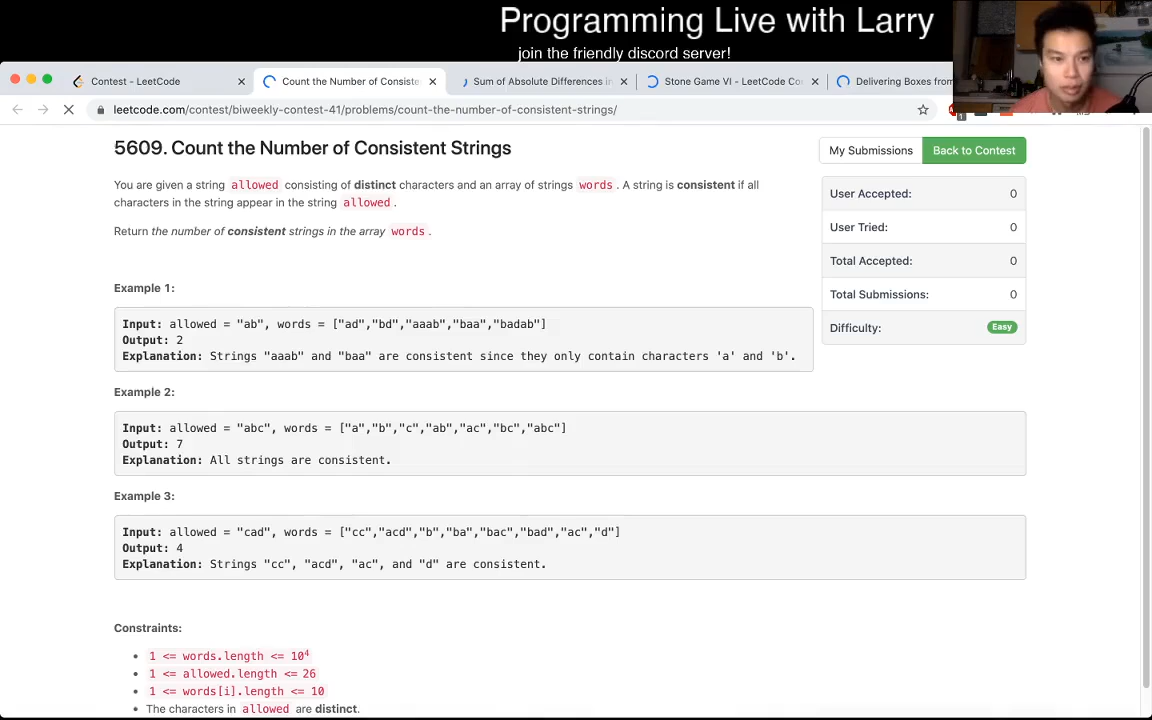 Programming Live with Larry
join the friendly discord server!
Contest - LeetCode
Count the Number of Consiste
Sum of Absolute Differences in
Stone Game VI - LeetCode Co
Delivering Boxes from
leetcode.com/contest/biweekly-contest-41/problems/count-the-number-of-consistent-strings/
5609. Count the Number of Consistent Strings
My Submissions
Back to Contest
You are given a string allowed consisting of distinct characters and an array of strings words. A string is consistent if all
characters in the string appear in the string allowed.
Return the number of consistent strings in the array words.
User Accepted: 0
User Tried: 0
Total Accepted: 0
Total Submissions: 0
Difficulty: Easy
Example 1:
Input: allowed = "ab", words = ["ad","bd","aaab","baa","badab"]
Output: 2
Explanation: Strings "aaab" and "baa" are consistent since they only contain characters 'a' and 'b'.
Example 2:
Input: allowed = "abc", words = ["a","b","c","ab","ac","bc","abc"]
Output: 7
Explanation: All strings are consistent.
Example 3:
Input: allowed = "cad", words = ["cc","acd","b","ba","bac","bad","ac","d"]
Output: 4
Explanation: Strings "cc", "acd", "ac", and "d" are consistent.
Constraints:
1 <= words.length <= 10⁴
1 <= allowed.length <= 26
1 <= words[i].length <= 10
The characters in allowed are distinct.